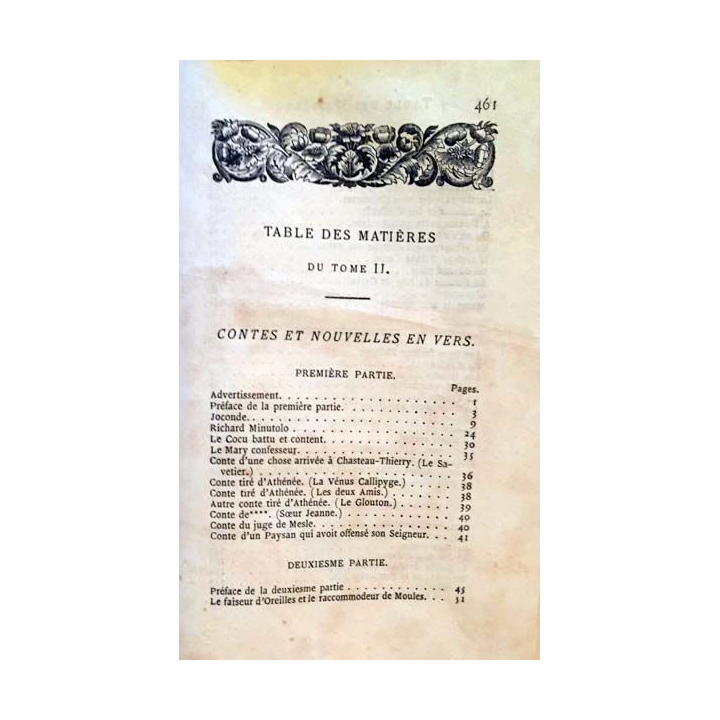 461
TABLE DES MATIÈRES
DU TOME II.
CONTES ET NOUVELLES EN VERS.
PREMIÈRE PARTIE.
Pages.
Advertissement. . . . . . . . . . . . . . . . . . 1
Préface de la première partie. . . . . . . . . . . . 3
Joconde. . . . . . . . . . . . . . . . . . . . . 9
Richard Minutolo . . . . . . . . . . . . . . . . 24
Le Cocu battu et content. . . . . . . . . . . . . 30
Le Mary confesseur. . . . . . . . . . . . . . . . 35
Conte d'une chose arrivée à Chasteau-Thierry. (Le Sa-
vetier.) . . . . . . . . . . . . . . . . . . . 36
Conte tiré d'Athénée. (La Vénus Callipyge.) . . . . . 38
Conte tiré d'Athénée. (Les deux Amis.) . . . . . . . 38
Autre conte tiré d'Athénée. (Le Glouton.) . . . . . . 39
Conte de****. (Sœur Jeanne.) . . . . . . . . . . . 40
Conte du juge de Mesle. . . . . . . . . . . . . . 40
Conte d'un Paysan qui avoit offensé son Seigneur. . . 41
DEUXIESME PARTIE.
Préface de la deuxiesme partie . . . . . . . . . . . 45
Le faiseur d'Oreilles et le raccommodeur de Moules. . . 51